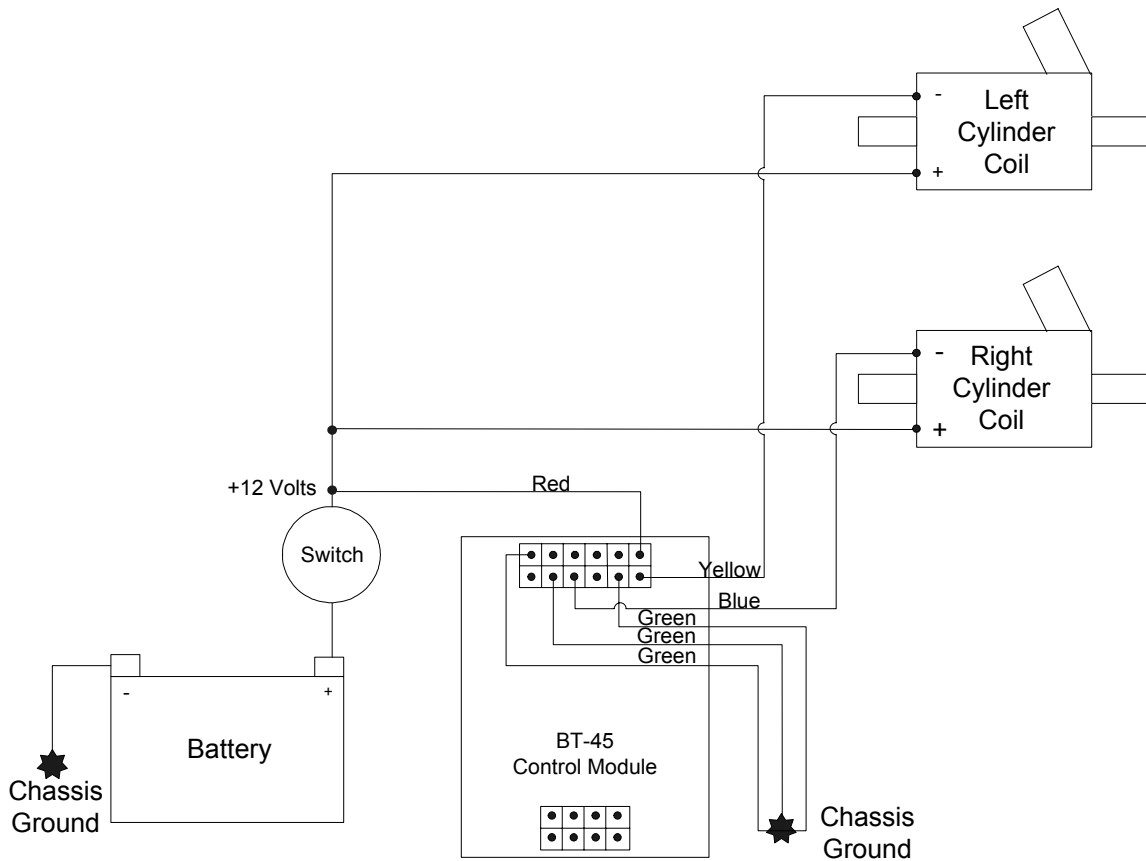 -
Left
Cylinder
Coil
+
-
Right
Cylinder
Coil
+
+12 Volts
Red
Switch
Yellow
Blue
Green
Green
Green
-
+
Battery
BT-45
Control Module
Chassis
Ground
Chassis
Ground